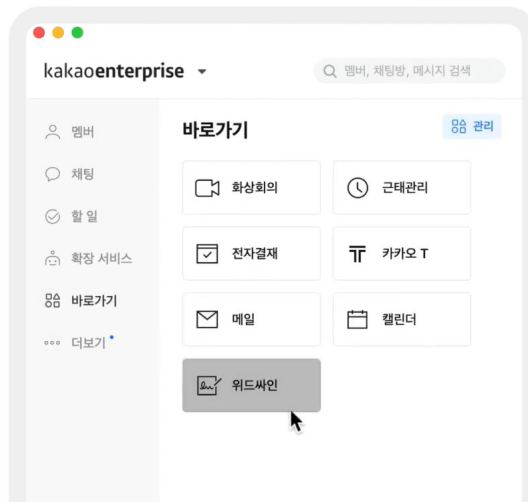 kakaoenterprise
멤버, 채팅방, 메시지 검색
멤버
채팅
할 일
확장 서비스
바로가기
더보기
바로가기
관리
화상회의
근태관리
전자결재
카카오 T
메일
캘린더
위드싸인